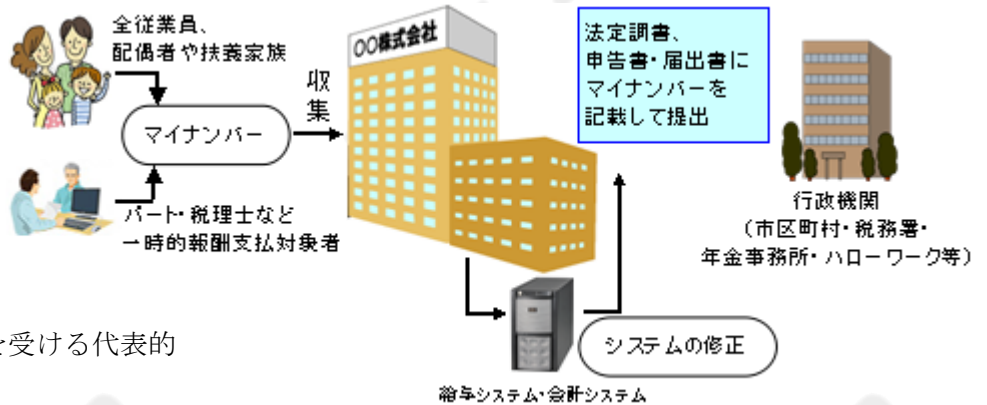 全従業員、
配偶者や扶養家族
マイナンバー
パート・税理士など
一時的報酬支払対象者
収
集
〇〇株式会社
法定調書、
申告書・届出書に
マイナンバーを
記載して提出
行政機関
（市区町村・税務署・
年金事務所・ハローワーク等）
システムの修正
給与システム・会計システム
を受ける代表的